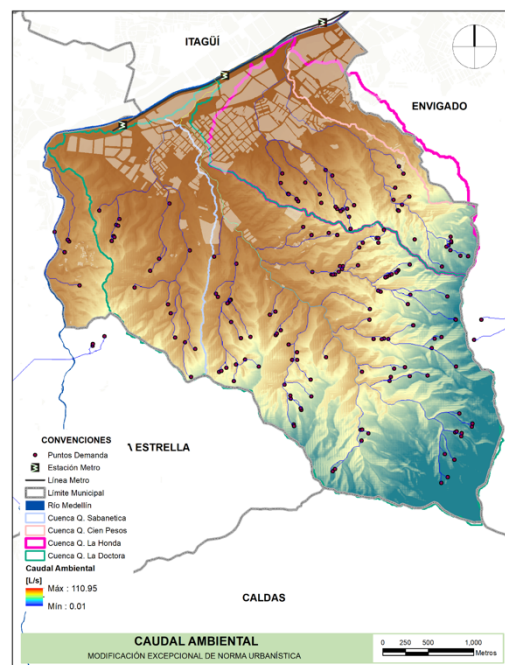 ITAGÜÍ
ENVIGADO
ESTRELLA
CALDAS
CONVENCIONES
Puntos Demanda
M Estación Metro
Línea Metro
Límite Municipal
Río Medellín
Cuenca Q. Sabanetica
Cuenca Q. Cien Pesos
Cuenca Q. La Honda
Cuenca Q. La Doctora
Caudal Ambiental
[L/s]
Máx : 110.95
Mín : 0.01
CAUDAL AMBIENTAL
MODIFICACIÓN EXCEPCIONAL DE NORMA URBANÍSTICA
0 250 500 1,000
Metros